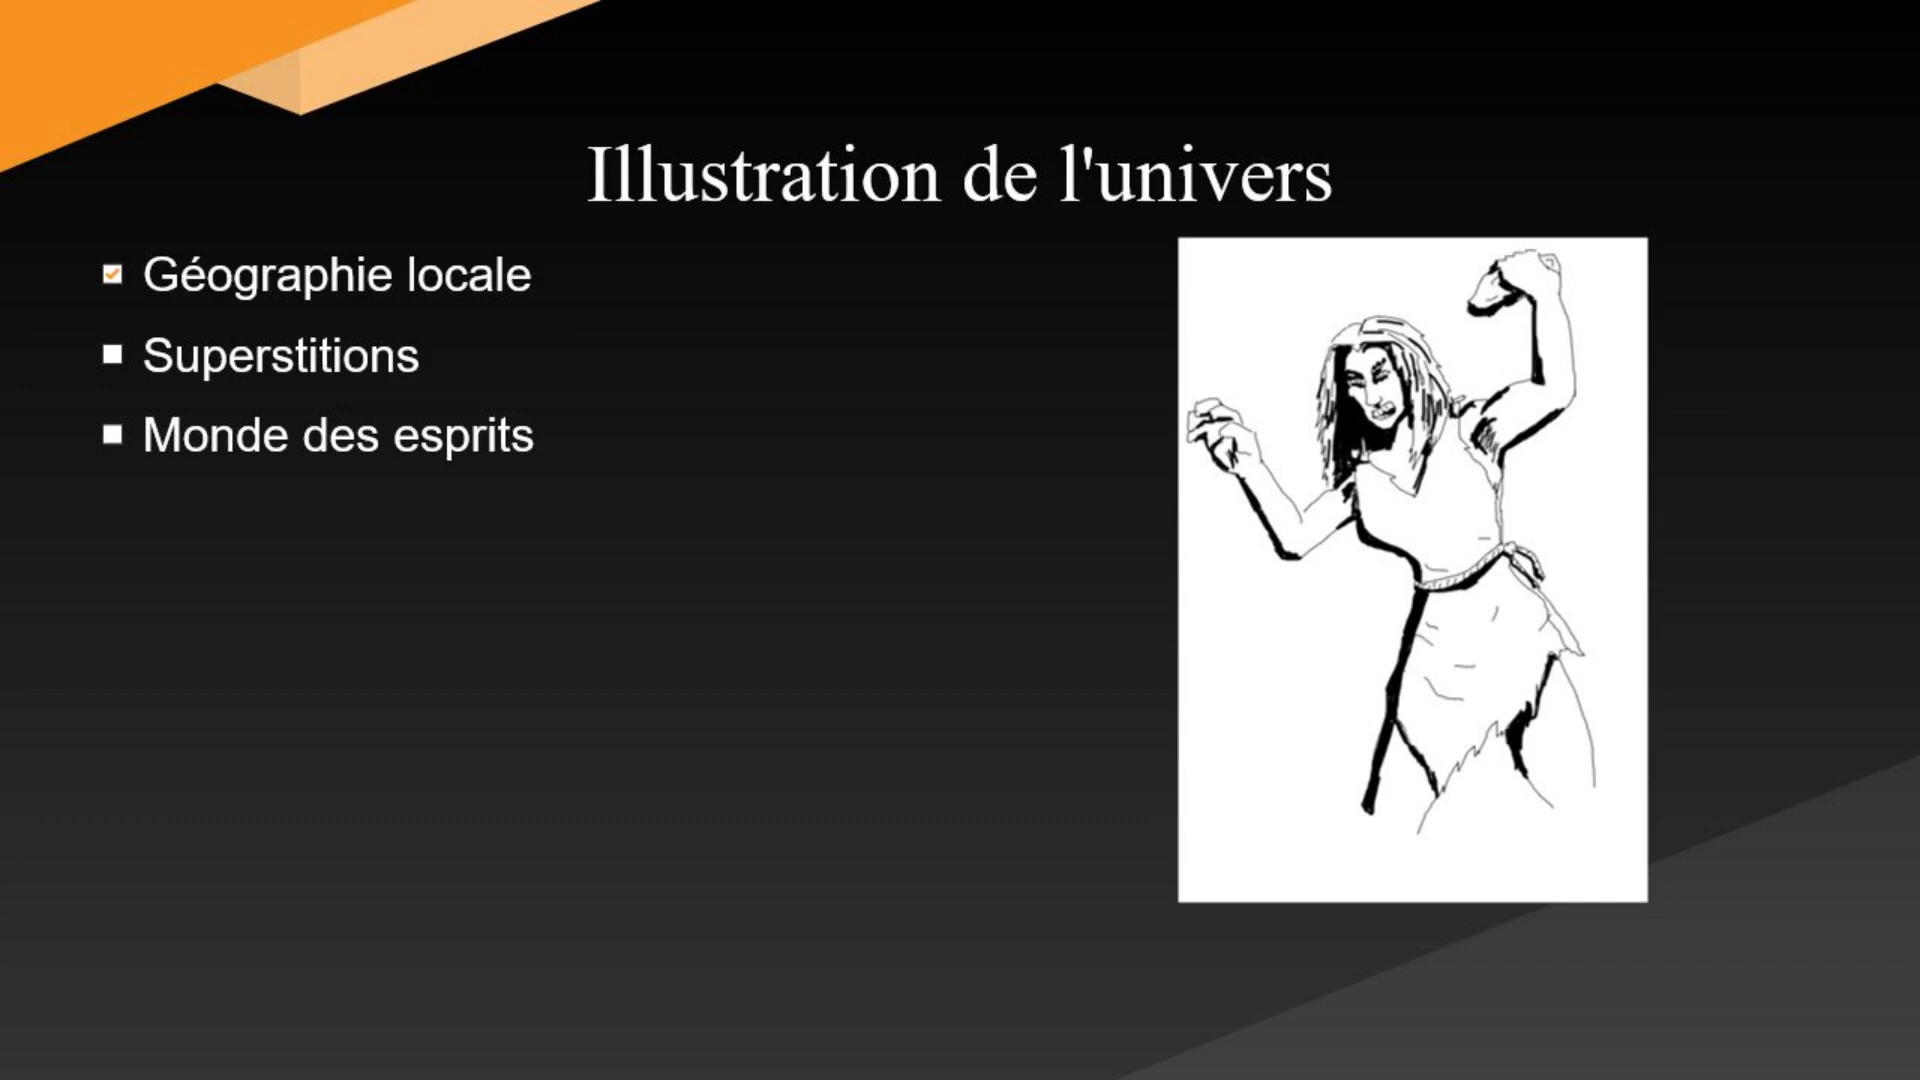 Illustration de l'univers
Géographie locale
Superstitions
Monde des esprits